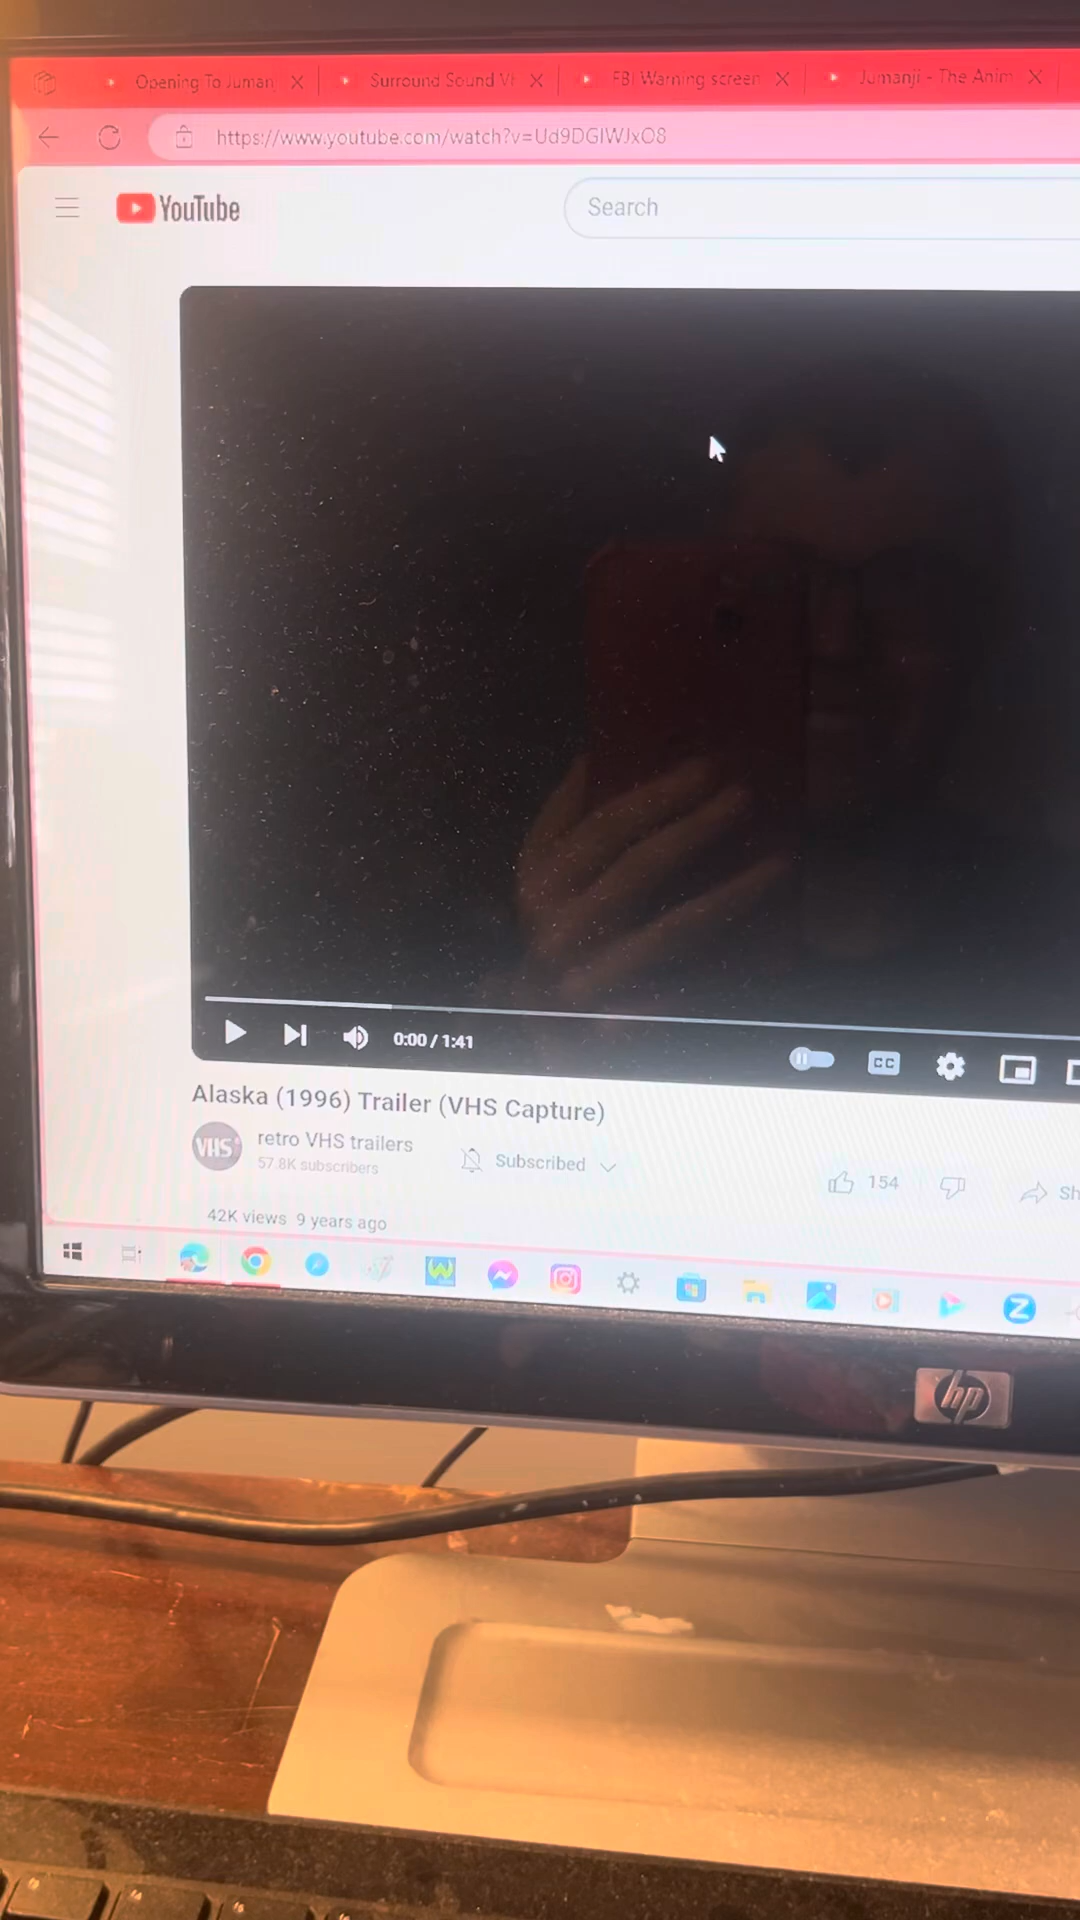 Opening To Juman
Surround Sound VH
FBI Warning screen
Jumanji - The Anim
https://www.youtube.com/watch?v=Ud9DGIWJxO8
YouTube
Search
0:00 / 1:41
CC
Alaska (1996) Trailer (VHS Capture)
VHS
retro VHS trailers
57.8K subscribers
Subscribed
154
Sh
42K views 9 years ago
W
Z
hp